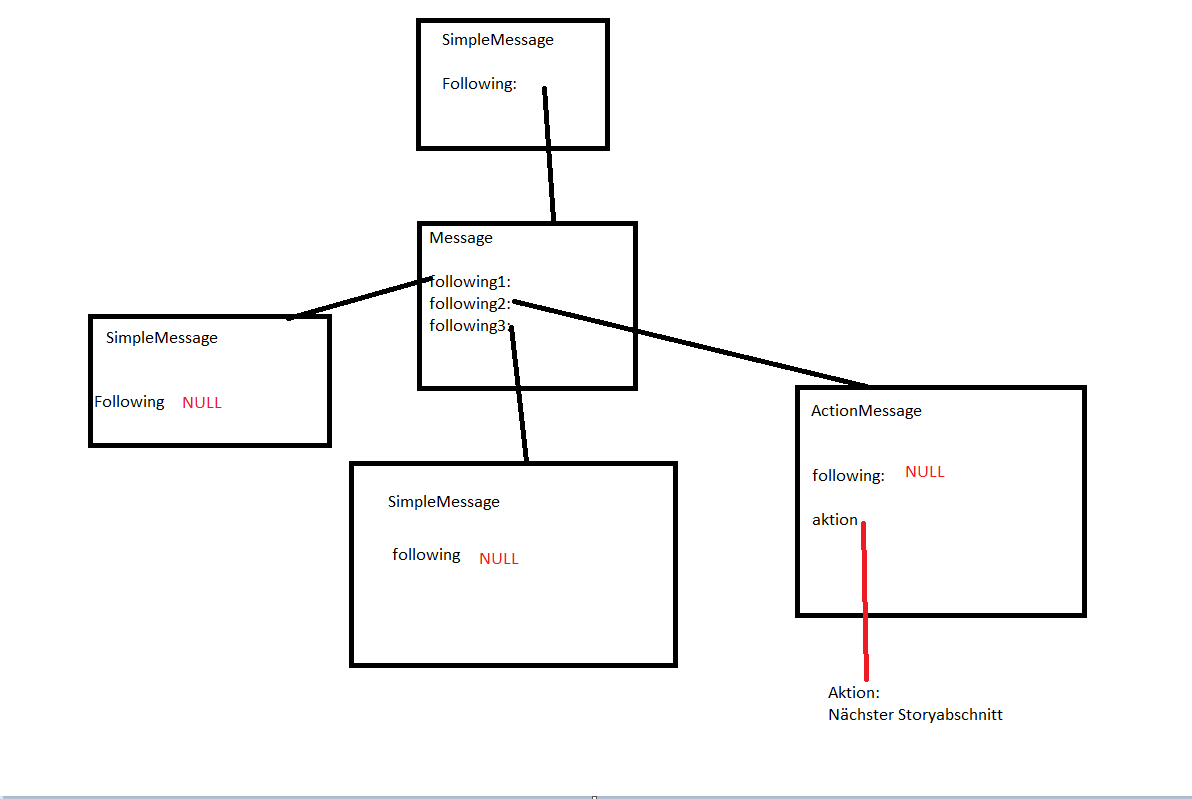 SimpleMessage
Following:
Message
following1:
following2:
following3:
SimpleMessage
Following NULL
ActionMessage
following: NULL
aktion
SimpleMessage
following NULL
Aktion:
Nächster Storyabschnitt